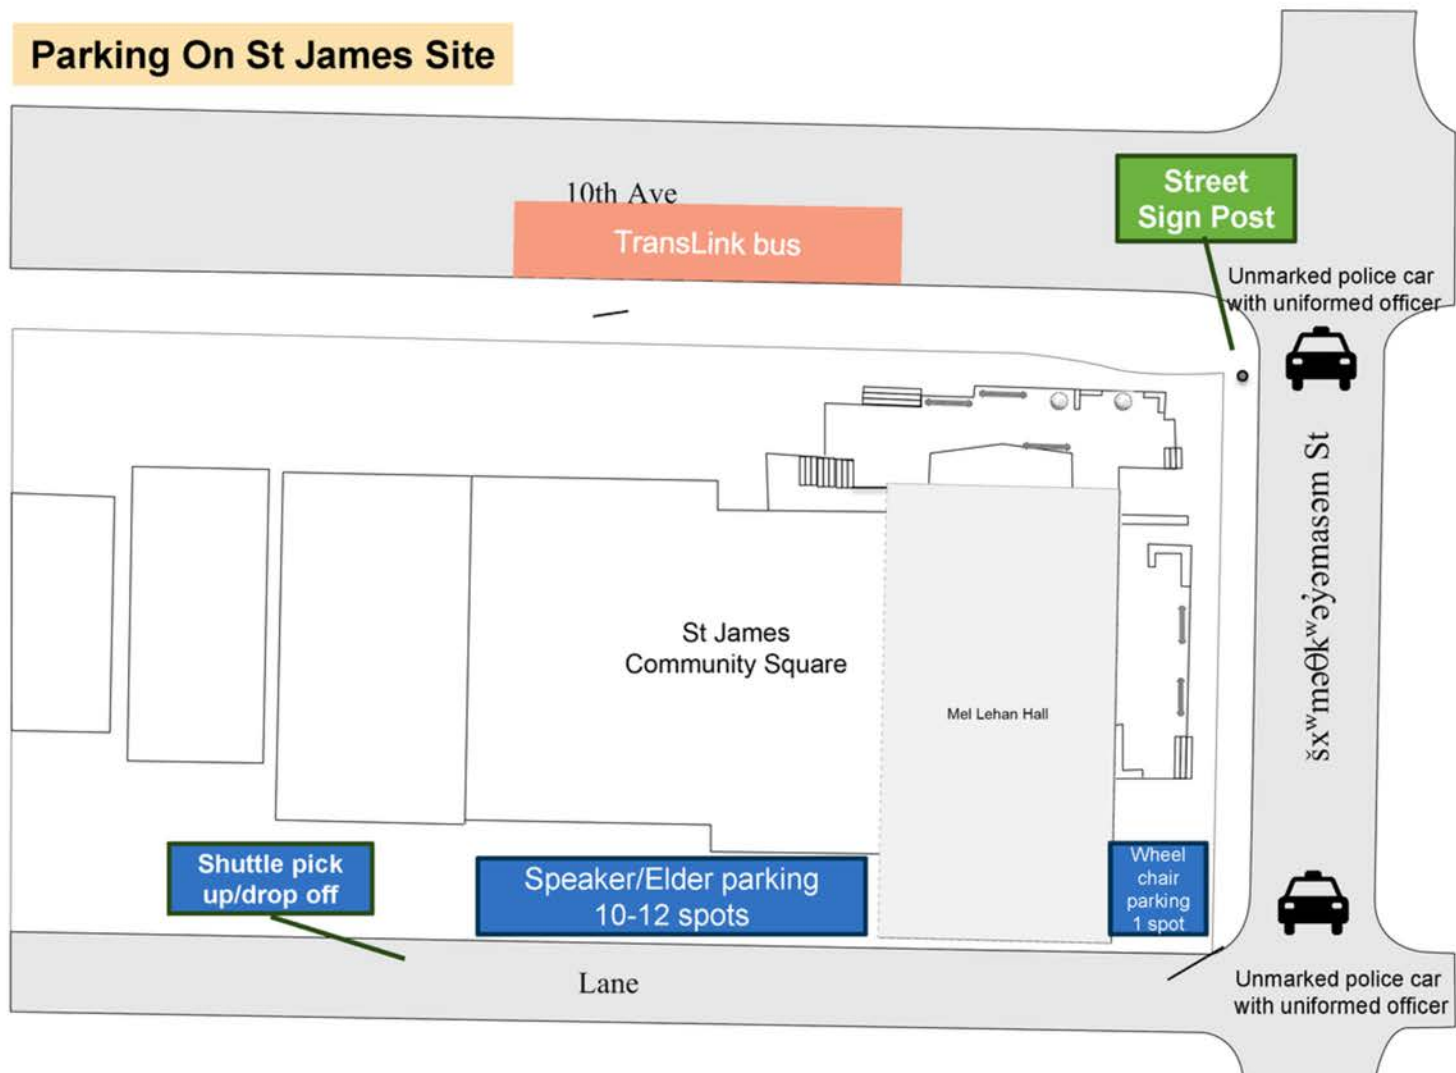 Parking On St James Site
10th Ave
TransLink bus
Street
Sign Post
Unmarked police car
with uniformed officer
šxʷməθkʷəy̓əmasəm St
St James
Community Square
Mel Lehan Hall
Shuttle pick
up/drop off
Speaker/Elder parking
10-12 spots
Wheel
chair
parking
1 spot
Lane
Unmarked police car
with uniformed officer